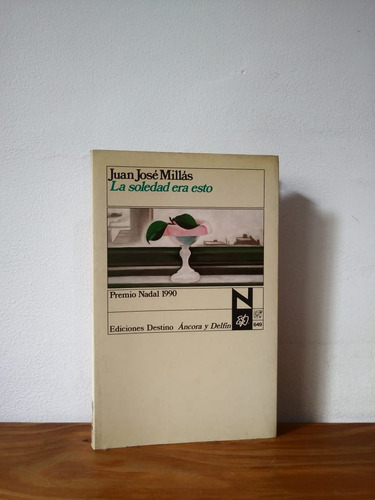 Juan José Millás
La soledad era esto
Premio Nadal 1990
N
Ediciones Destino Áncora y Delfín
649